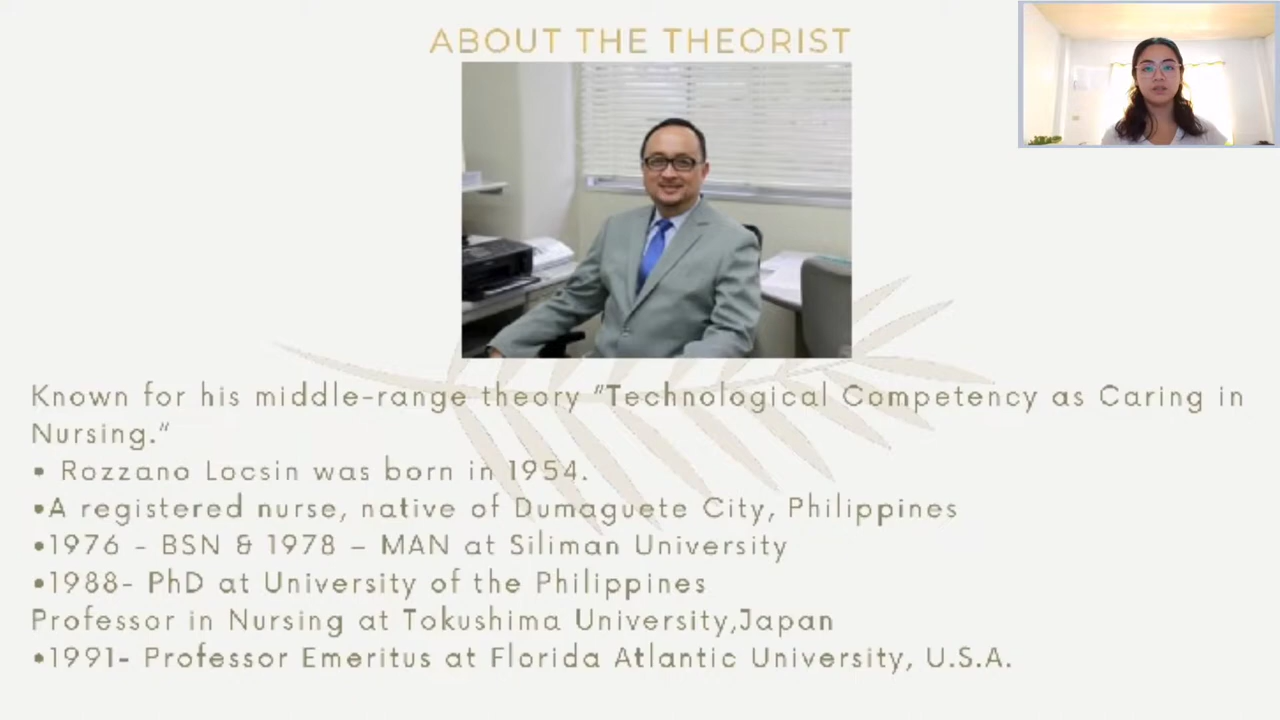 ABOUT THE THEORIST
Known for his middle-range theory "Technological Competency as Caring in
Nursing."
• Rozzano Locsin was born in 1954.
•A registered nurse, native of Dumaguete City, Philippines
•1976 - BSN & 1978 – MAN at Siliman University
•1988- PhD at University of the Philippines
Professor in Nursing at Tokushima University,Japan
•1991- Professor Emeritus at Florida Atlantic University, U.S.A.